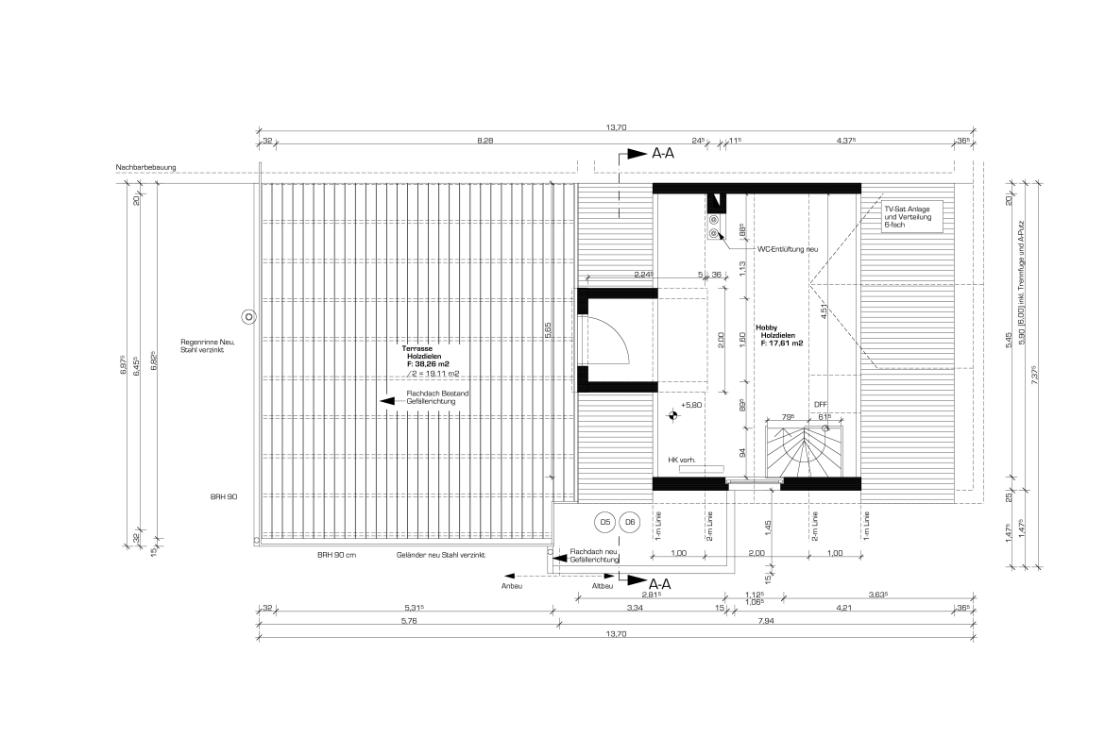 13,70
32
8,28
24⁵
11⁵
4,37⁵
36⁵
A-A
Nachbarbebauung
TV-Sat Anlage
und Verteilung
6-fach
WC-Entlüftung neu
20
20
88⁵
1,13
2,24⁵
5
36
4,51
5,65
2,00
1,60
Hobby
Holzdielen
F: 17,61 m2
Regenrinne Neu,
Stahl verzinkt
Terrasse
Holzdielen
F: 38,26 m2
/2 = 19,11 m2
Flachdach Bestand
Gefällerichtung
6,97⁵
6,45⁵
6,82⁵
5,45
5,90 [6,00] inkl. Trennfuge und A-Putz
7,37⁵
+5,80
89⁵
DFF
79⁵
61⁵
94
HK vorh.
BRH 90
05
06
1-m Linie
2-m Linie
2-m Linie
1-m Linie
1,45
25
1,47⁵
1,47⁵
32
15
BRH 90 cm
Geländer neu Stahl verzinkt
Flachdach neu
Gefällerichtung
1,00
2,00
1,00
15
Anbau
Altbau
A-A
2,81⁵
1,12⁵
3,63⁵
32
5,31⁵
3,34
15
1,06⁵
4,21
36⁵
5,76
7,94
13,70